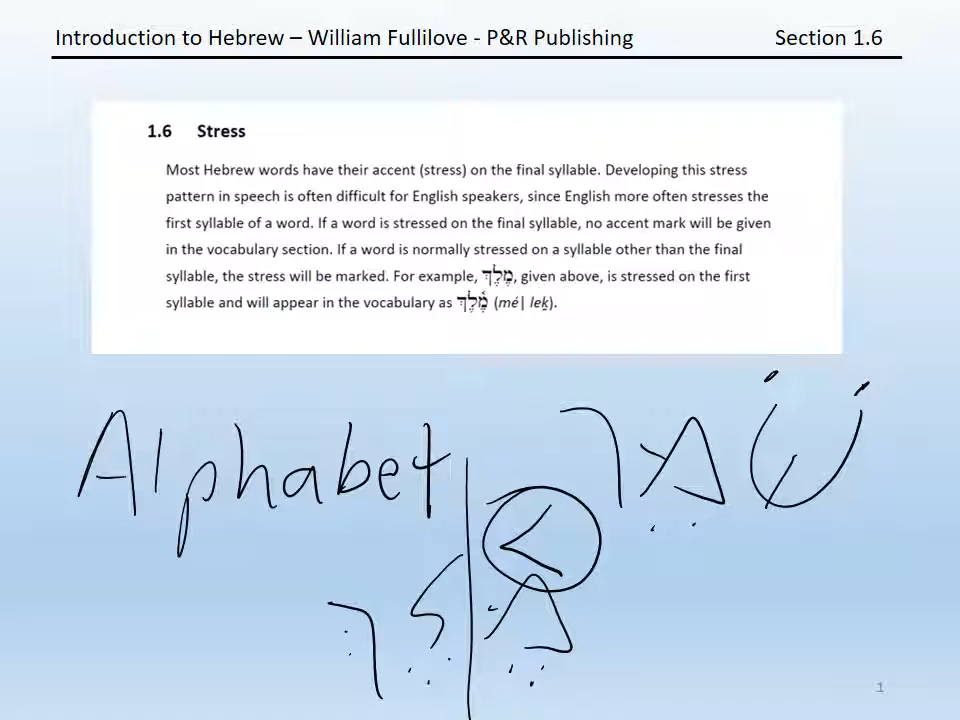 Introduction to Hebrew – William Fullilove - P&R Publishing Section 1.6
1.6 Stress
Most Hebrew words have their accent (stress) on the final syllable. Developing this stress
pattern in speech is often difficult for English speakers, since English more often stresses the
first syllable of a word. If a word is stressed on the final syllable, no accent mark will be given
in the vocabulary section. If a word is normally stressed on a syllable other than the final
syllable, the stress will be marked. For example, מֶלֶךְ, given above, is stressed on the first
syllable and will appear in the vocabulary as מֶ֫לֶךְ (mé| leḵ).
Alphabet שֹׁמֵר
מֶ֫לֶךְ
1